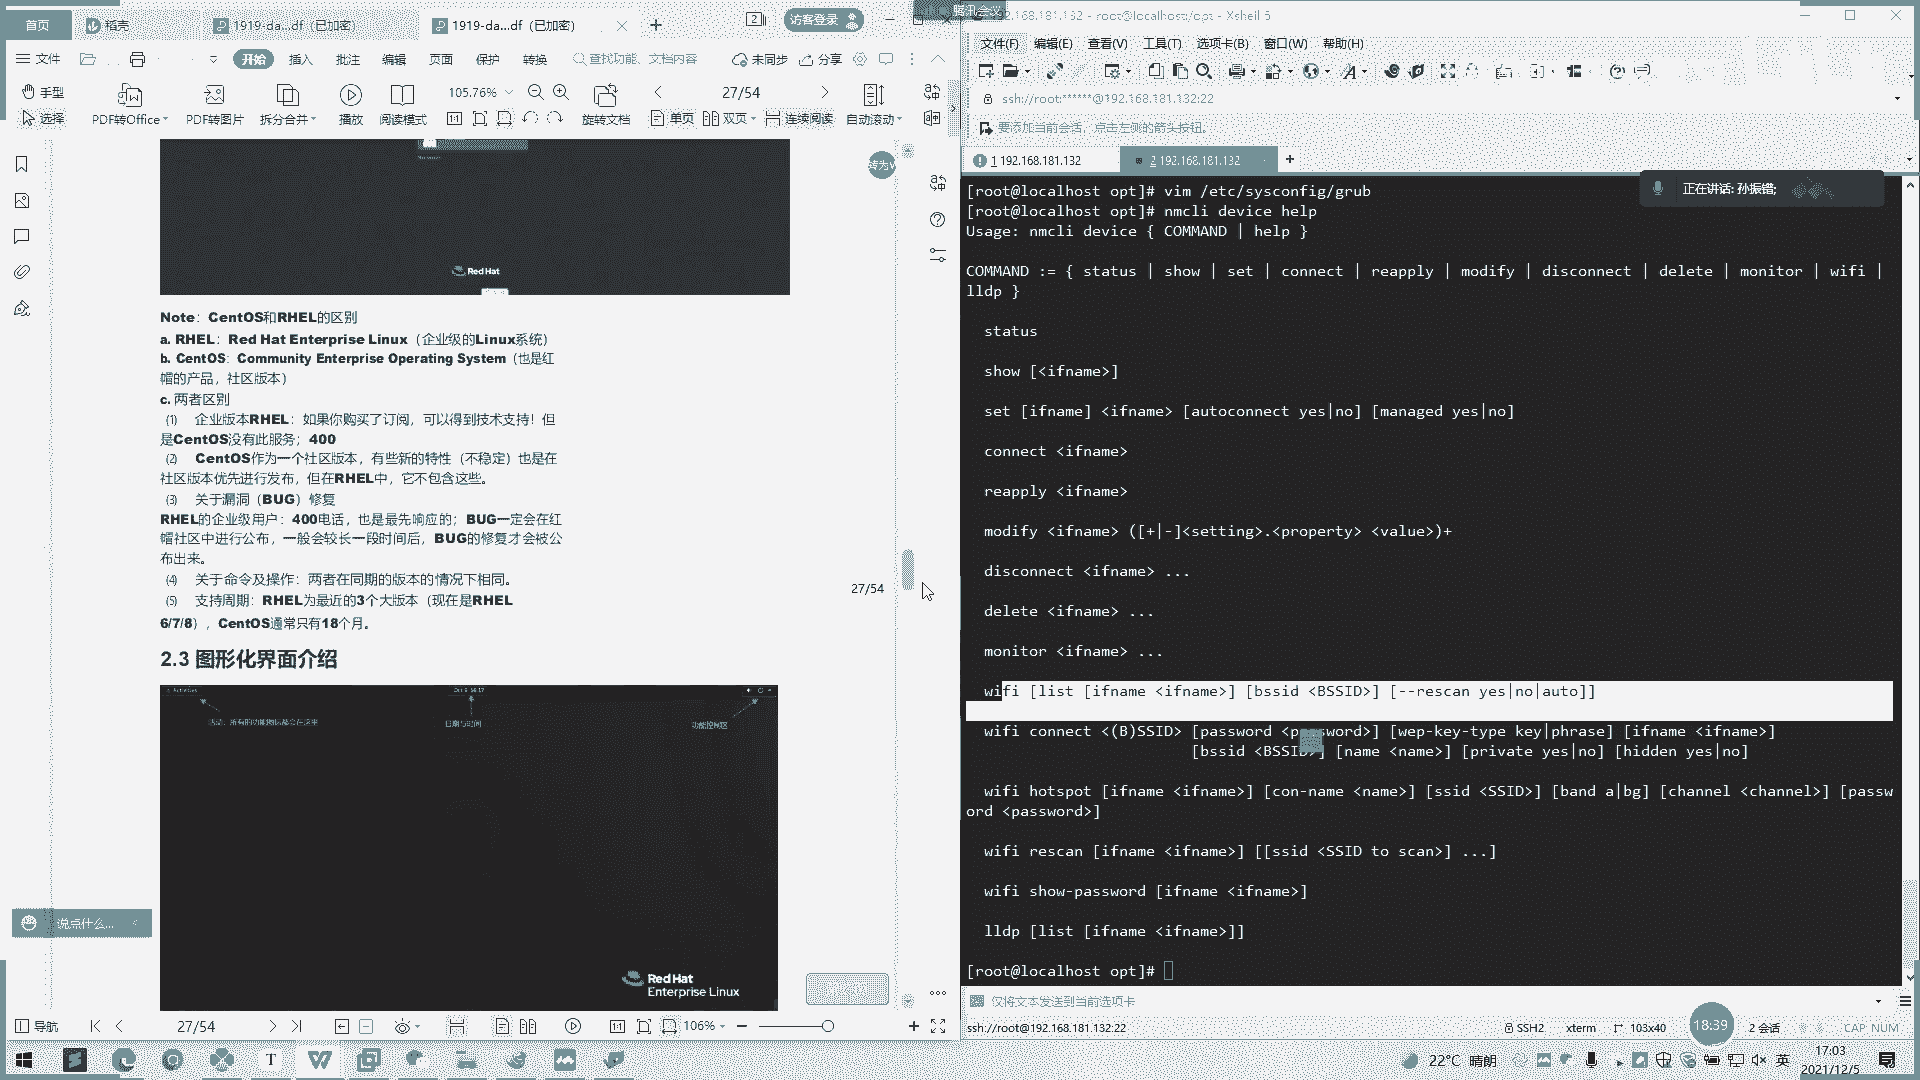 首页
稻壳
1919-da...df (已加密)
1919-da...df (已加密)
访客登录
文件
开始
插入
批注
编辑
页面
保护
转换
查找功能、文档内容
未同步
分享
手型
选择
PDF转Office
PDF转图片
拆分合并
播放
阅读模式
105.76%
27/54
旋转文档
单页
双页
连续阅读
自动滚动
Red Hat
Note：CentOS和RHEL的区别
a. RHEL：Red Hat Enterprise Linux（企业级的Linux系统）
b. CentOS：Community Enterprise Operating System（也是红
帽的产品，社区版本）
c. 两者区别
（1） 企业版本RHEL：如果你购买了订阅，可以得到技术支持！但
是CentOS没有此服务；400
（2） CentOS作为一个社区版本，有些新的特性（不稳定）也是在
社区版本优先进行发布，但在RHEL中，它不包含这些。
（3） 关于漏洞（BUG）修复
RHEL的企业级用户：400电话，也是最先响应的；BUG一定会在红
帽社区中进行公布，一般会较长一段时间后，BUG的修复才会被公
布出来。
（4） 关于命令及操作：两者在同期的版本的情况下相同。
（5） 支持周期：RHEL为最近的3个大版本（现在是RHEL
6/7/8），CentOS通常只有18个月。
27/54
2.3 图形化界面介绍
Activities
日期与时间
功能控制区
Red Hat
Enterprise Linux
说点什么...
导航
27/54
106%
腾讯会议
192.168.181.132 - root@localhost:/opt - Xshell 6
文件(F)
编辑(E)
查看(V)
工具(T)
选项卡(B)
窗口(W)
帮助(H)
ssh://root:******@192.168.181.132:22
要添加当前会话，点击左侧的箭头按钮。
1 192.168.181.132
2 192.168.181.132
正在讲话: 孙振锴;
[root@localhost opt]# vim /etc/sysconfig/grub
[root@localhost opt]# nmcli device help
Usage: nmcli device { COMMAND | help }
COMMAND := { status | show | set | connect | reapply | modify | disconnect | delete | monitor | wifi |
lldp }
status
show [<ifname>]
set [ifname] <ifname> [autoconnect yes|no] [managed yes|no]
connect <ifname>
reapply <ifname>
modify <ifname> ([+|-]<setting>.<property> <value>)+
disconnect <ifname> ...
delete <ifname> ...
monitor <ifname> ...
wifi [list [ifname <ifname>] [bssid <BSSID>] [--rescan yes|no|auto]]
wifi connect <(B)SSID> [password <password>] [wep-key-type key|phrase] [ifname <ifname>]
[bssid <BSSID>] [name <name>] [private yes|no] [hidden yes|no]
wifi hotspot [ifname <ifname>] [con-name <name>] [ssid <SSID>] [band a|bg] [channel <channel>] [passw
ord <password>]
wifi rescan [ifname <ifname>] [[ssid <SSID to scan>] ...]
wifi show-password [ifname <ifname>]
lldp [list [ifname <ifname>]]
[root@localhost opt]#
仅将文本发送到当前选项卡
ssh://root@192.168.181.132:22
SSH2
xterm
103x40
18:39
2 会话
CAP NUM
22°C 晴朗
英
17:03
2021/12/5